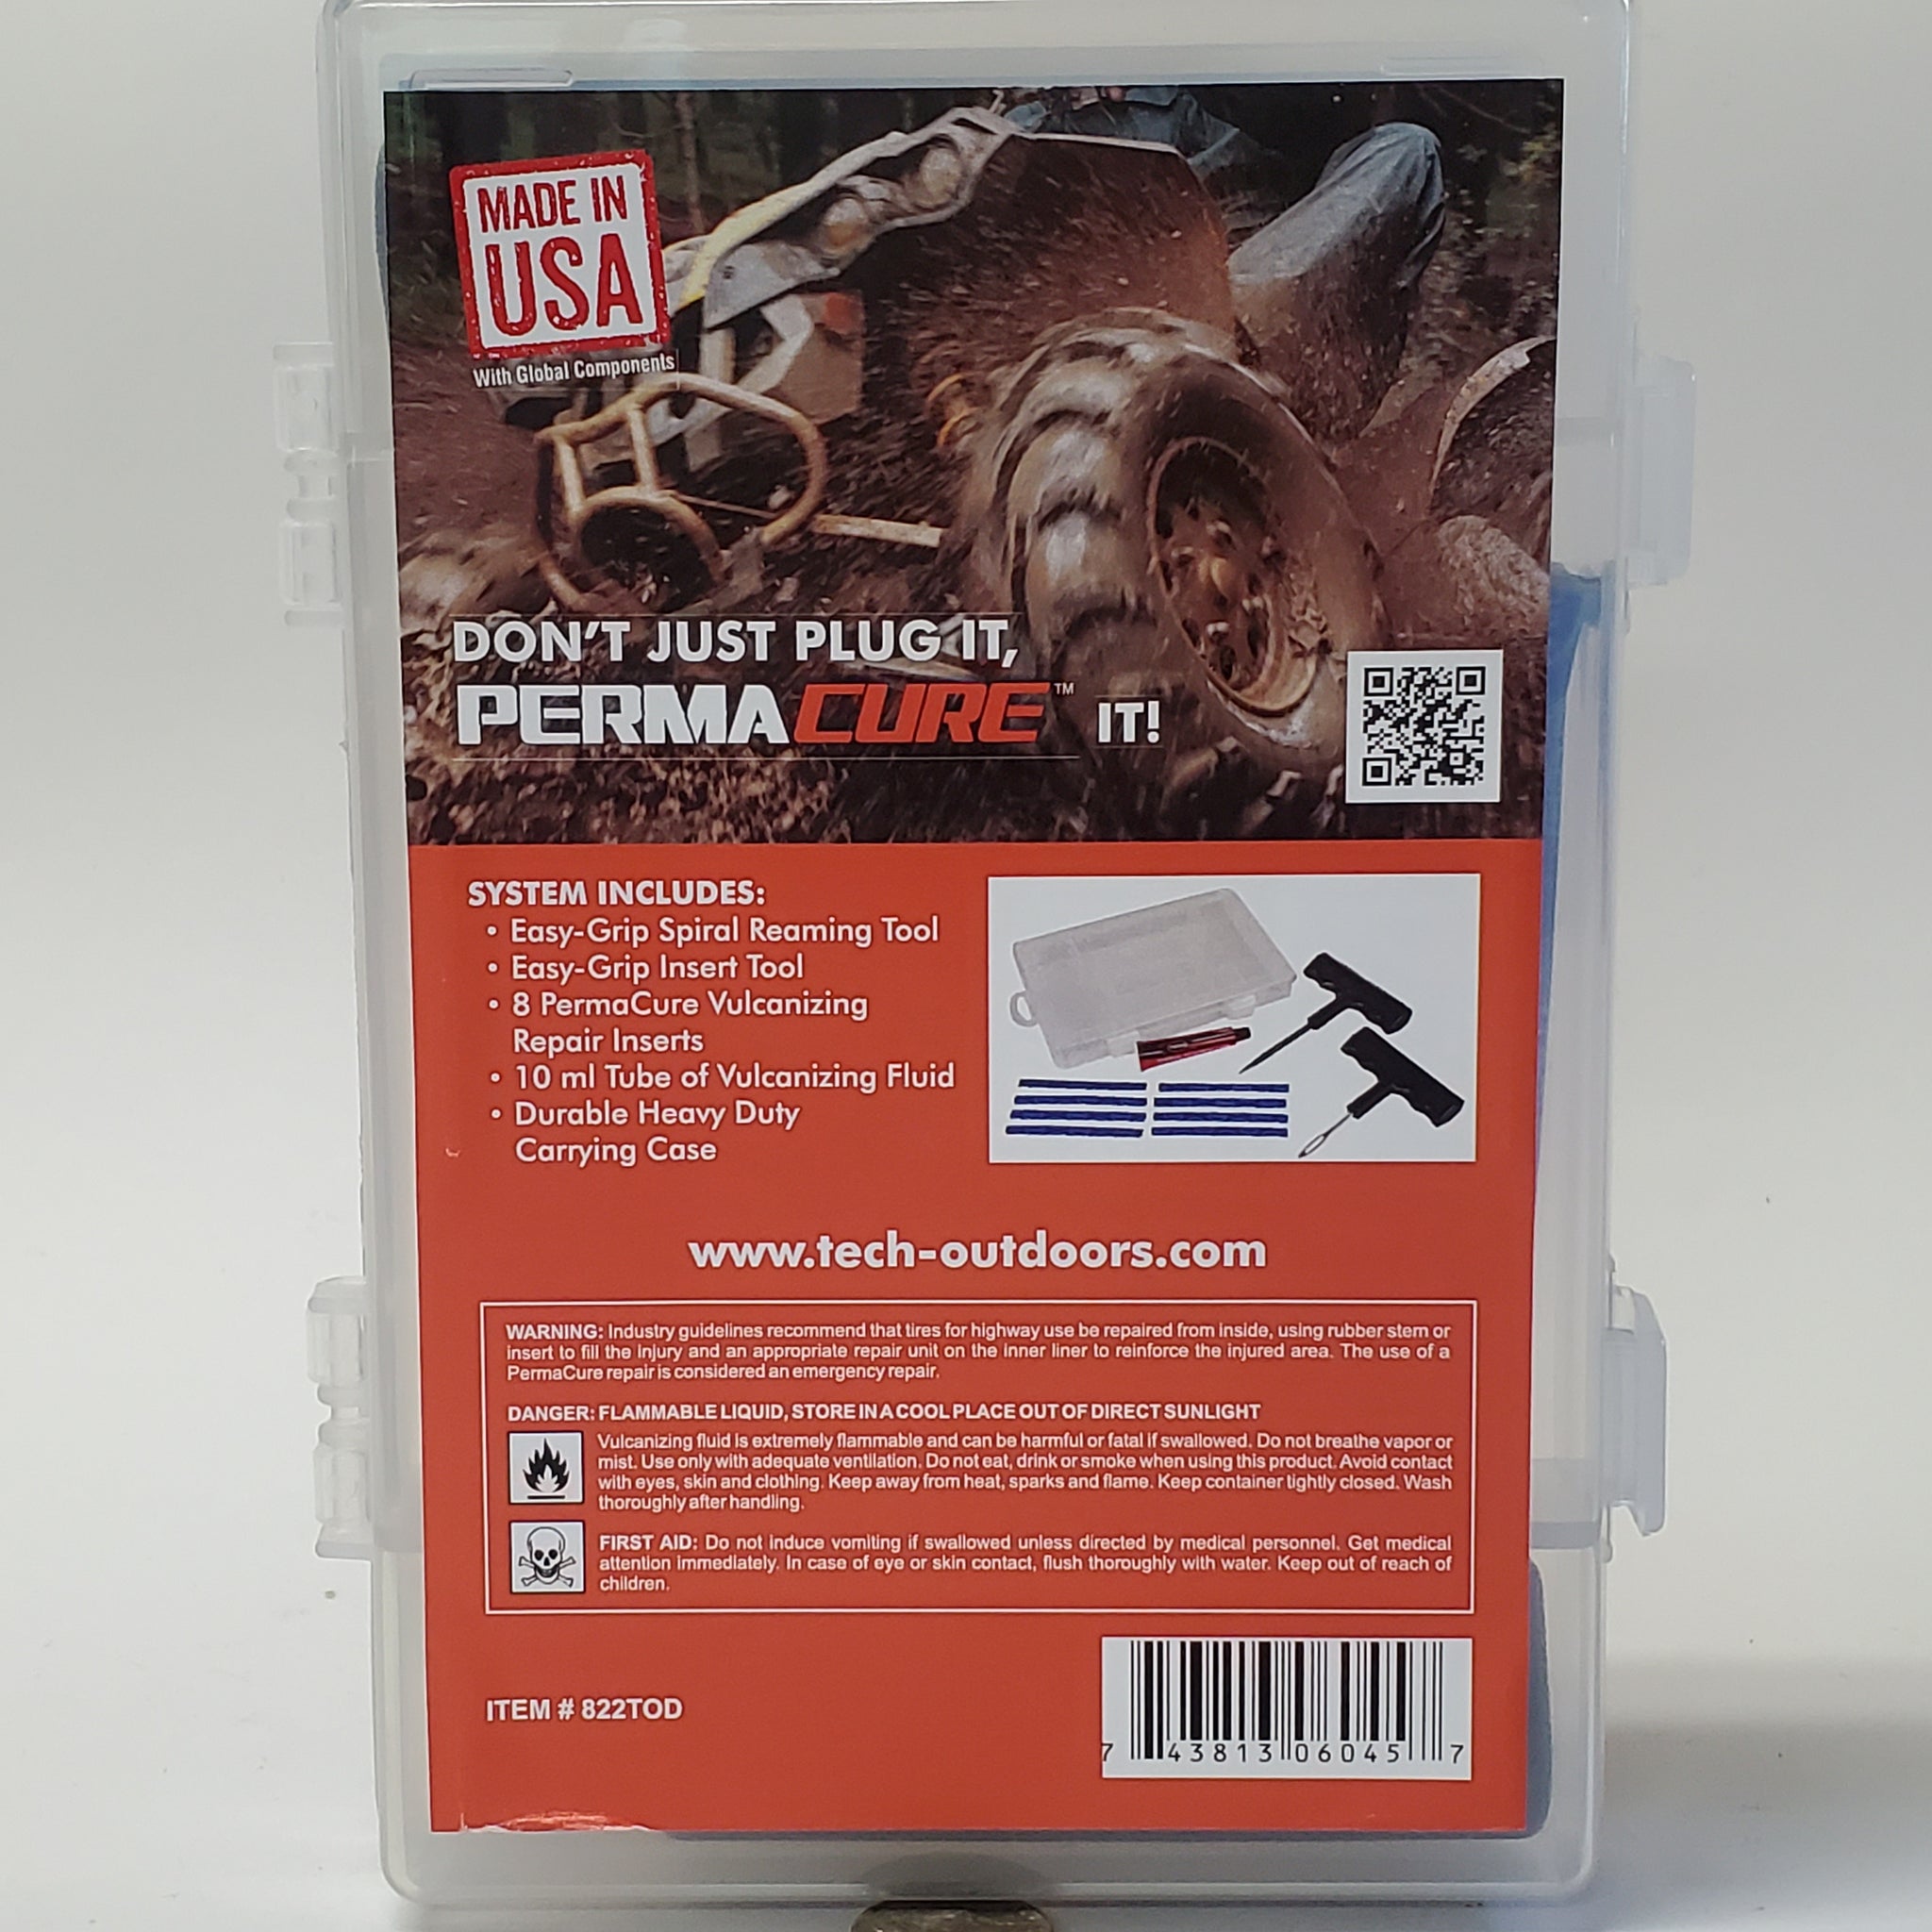 MADE IN
USA
With Global Components
DON'T JUST PLUG IT,
PERMACURE™ IT!
SYSTEM INCLUDES:
• Easy-Grip Spiral Reaming Tool
• Easy-Grip Insert Tool
• 8 PermaCure Vulcanizing
Repair Inserts
• 10 ml Tube of Vulcanizing Fluid
• Durable Heavy Duty
Carrying Case
www.tech-outdoors.com
WARNING: Industry guidelines recommend that tires for highway use be repaired from inside, using rubber stem or
insert to fill the injury and an appropriate repair unit on the inner liner to reinforce the injured area. The use of a
PermaCure repair is considered an emergency repair.
DANGER: FLAMMABLE LIQUID, STORE IN A COOL PLACE OUT OF DIRECT SUNLIGHT
Vulcanizing fluid is extremely flammable and can be harmful or fatal if swallowed. Do not breathe vapor or
mist. Use only with adequate ventilation. Do not eat, drink or smoke when using this product. Avoid contact
with eyes, skin and clothing. Keep away from heat, sparks and flame. Keep container tightly closed. Wash
thoroughly after handling.
FIRST AID: Do not induce vomiting if swallowed unless directed by medical personnel. Get medical
attention immediately. In case of eye or skin contact, flush thoroughly with water. Keep out of reach of
children.
ITEM # 822TOD
7 43813 06045 7